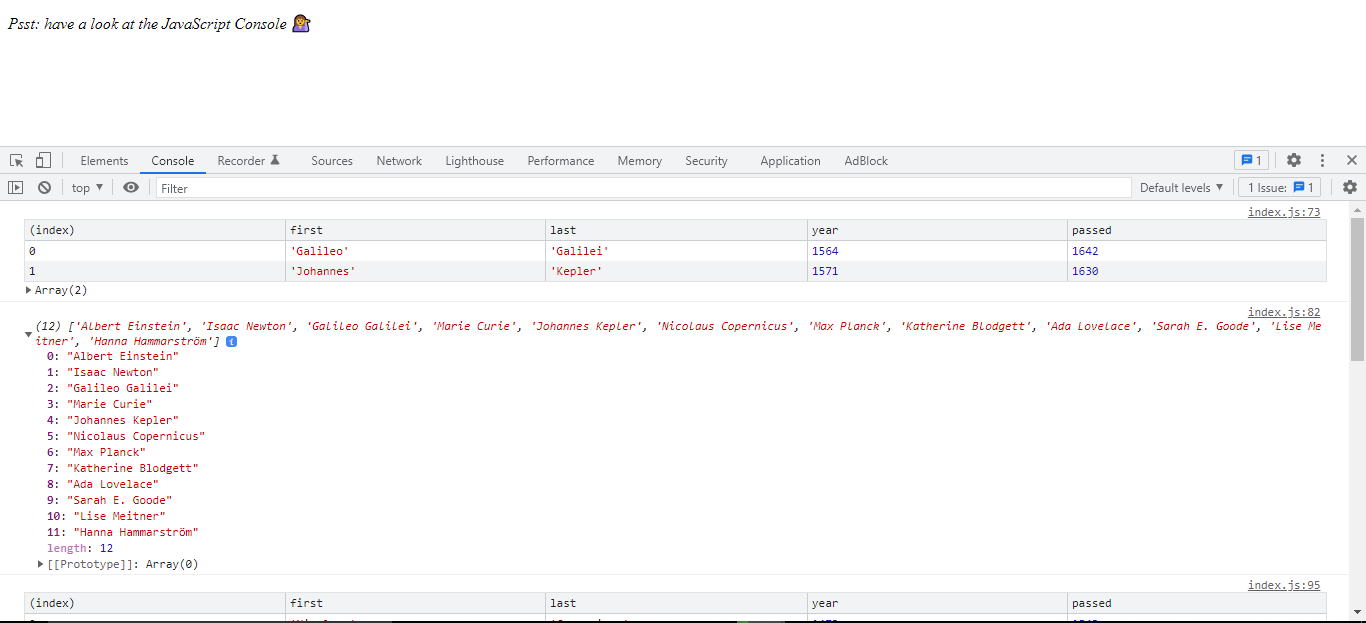 Psst: have a look at the JavaScript Console 💁
Elements Console Recorder Sources Network Lighthouse Performance Memory Security Application AdBlock 1
top ▼ Filter Default levels ▼ 1 Issue: 1
index.js:73
(index) first last year passed
0 'Galileo' 'Galilei' 1564 1642
1 'Johannes' 'Kepler' 1571 1630
▶ Array(2)
index.js:82
(12) ['Albert Einstein', 'Isaac Newton', 'Galileo Galilei', 'Marie Curie', 'Johannes Kepler', 'Nicolaus Copernicus', 'Max Planck', 'Katherine Blodgett', 'Ada Lovelace', 'Sarah E. Goode', 'Lise Me
▼ itner', 'Hanna Hammarström'] i
0: "Albert Einstein"
1: "Isaac Newton"
2: "Galileo Galilei"
3: "Marie Curie"
4: "Johannes Kepler"
5: "Nicolaus Copernicus"
6: "Max Planck"
7: "Katherine Blodgett"
8: "Ada Lovelace"
9: "Sarah E. Goode"
10: "Lise Meitner"
11: "Hanna Hammarström"
length: 12
▶ [[Prototype]]: Array(0)
index.js:95
(index) first last year passed